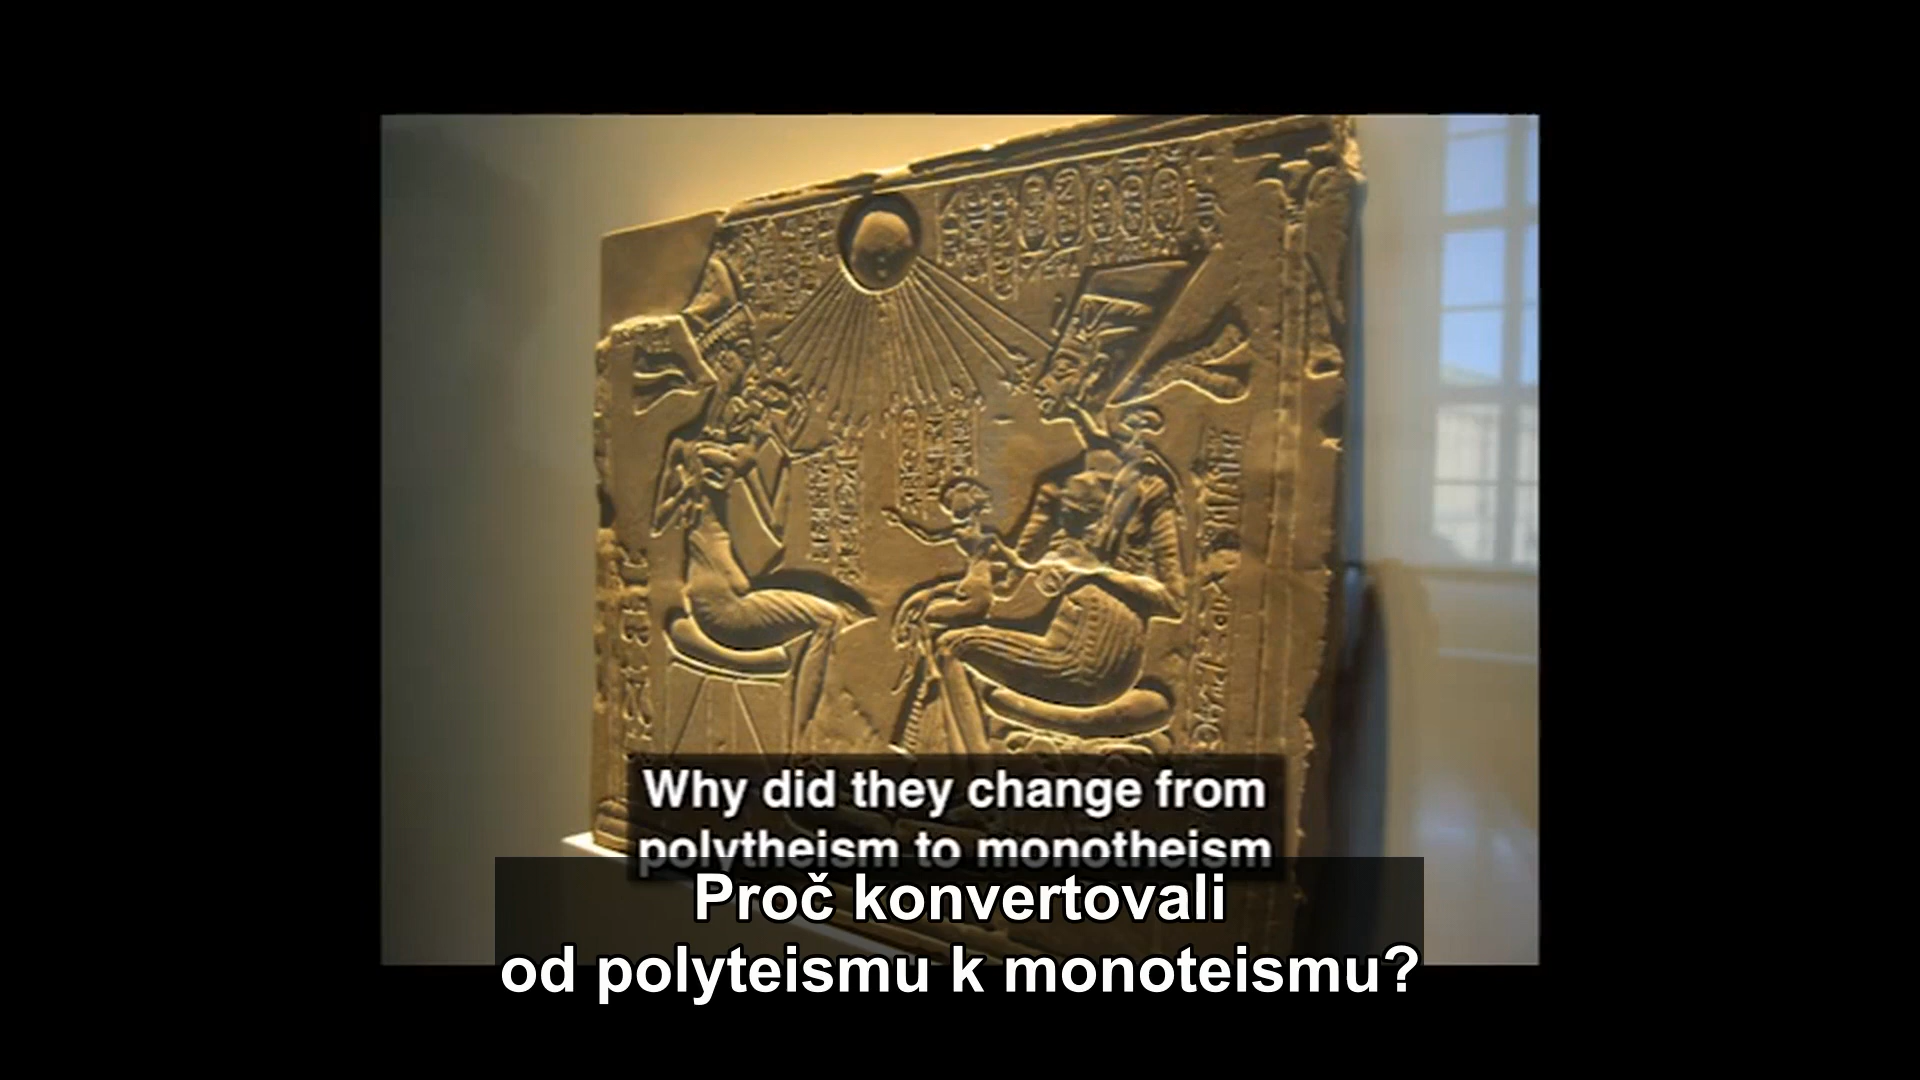 Why did they change from
polytheism to monotheism
Proč konvertovali
od polyteismu k monoteismu?